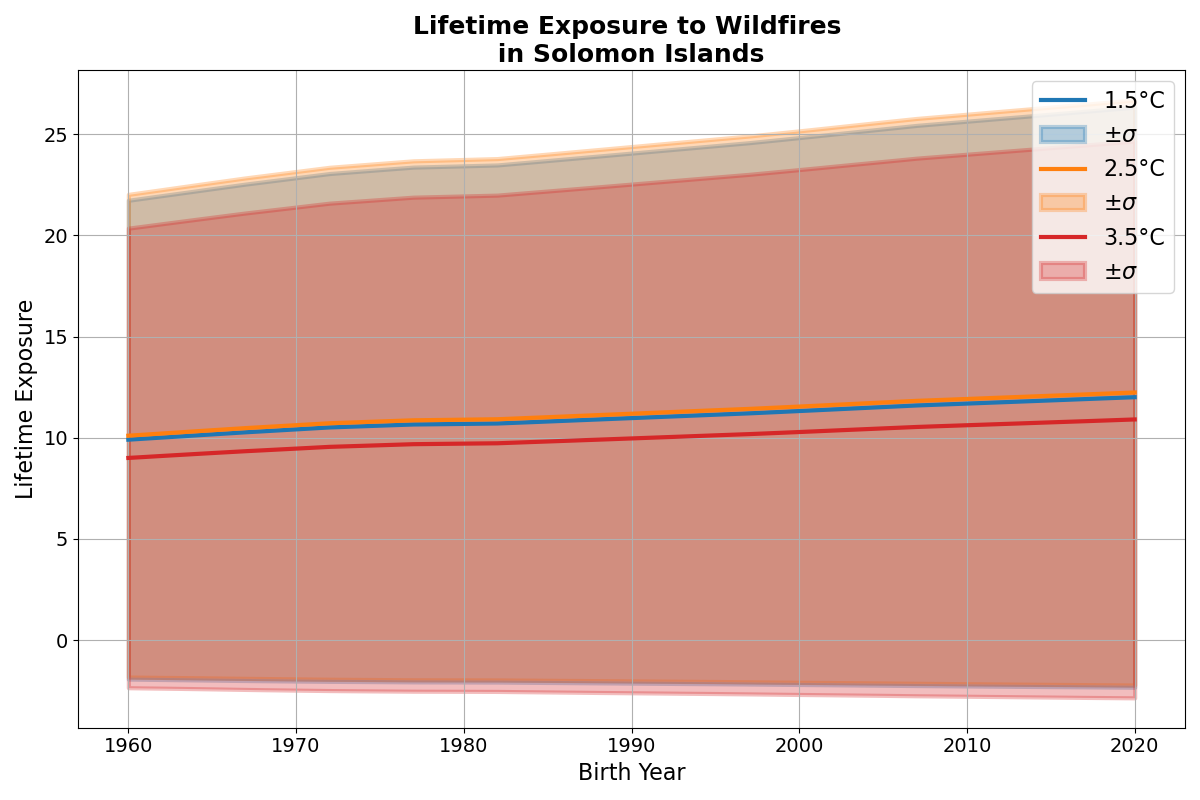 Lifetime Exposure to Wildfires
in Solomon Islands
Lifetime Exposure
25
20
15
10
5
0
1960
1970
1980
1990
2000
2010
2020
Birth Year
1.5°C
±σ
2.5°C
±σ
3.5°C
±σ